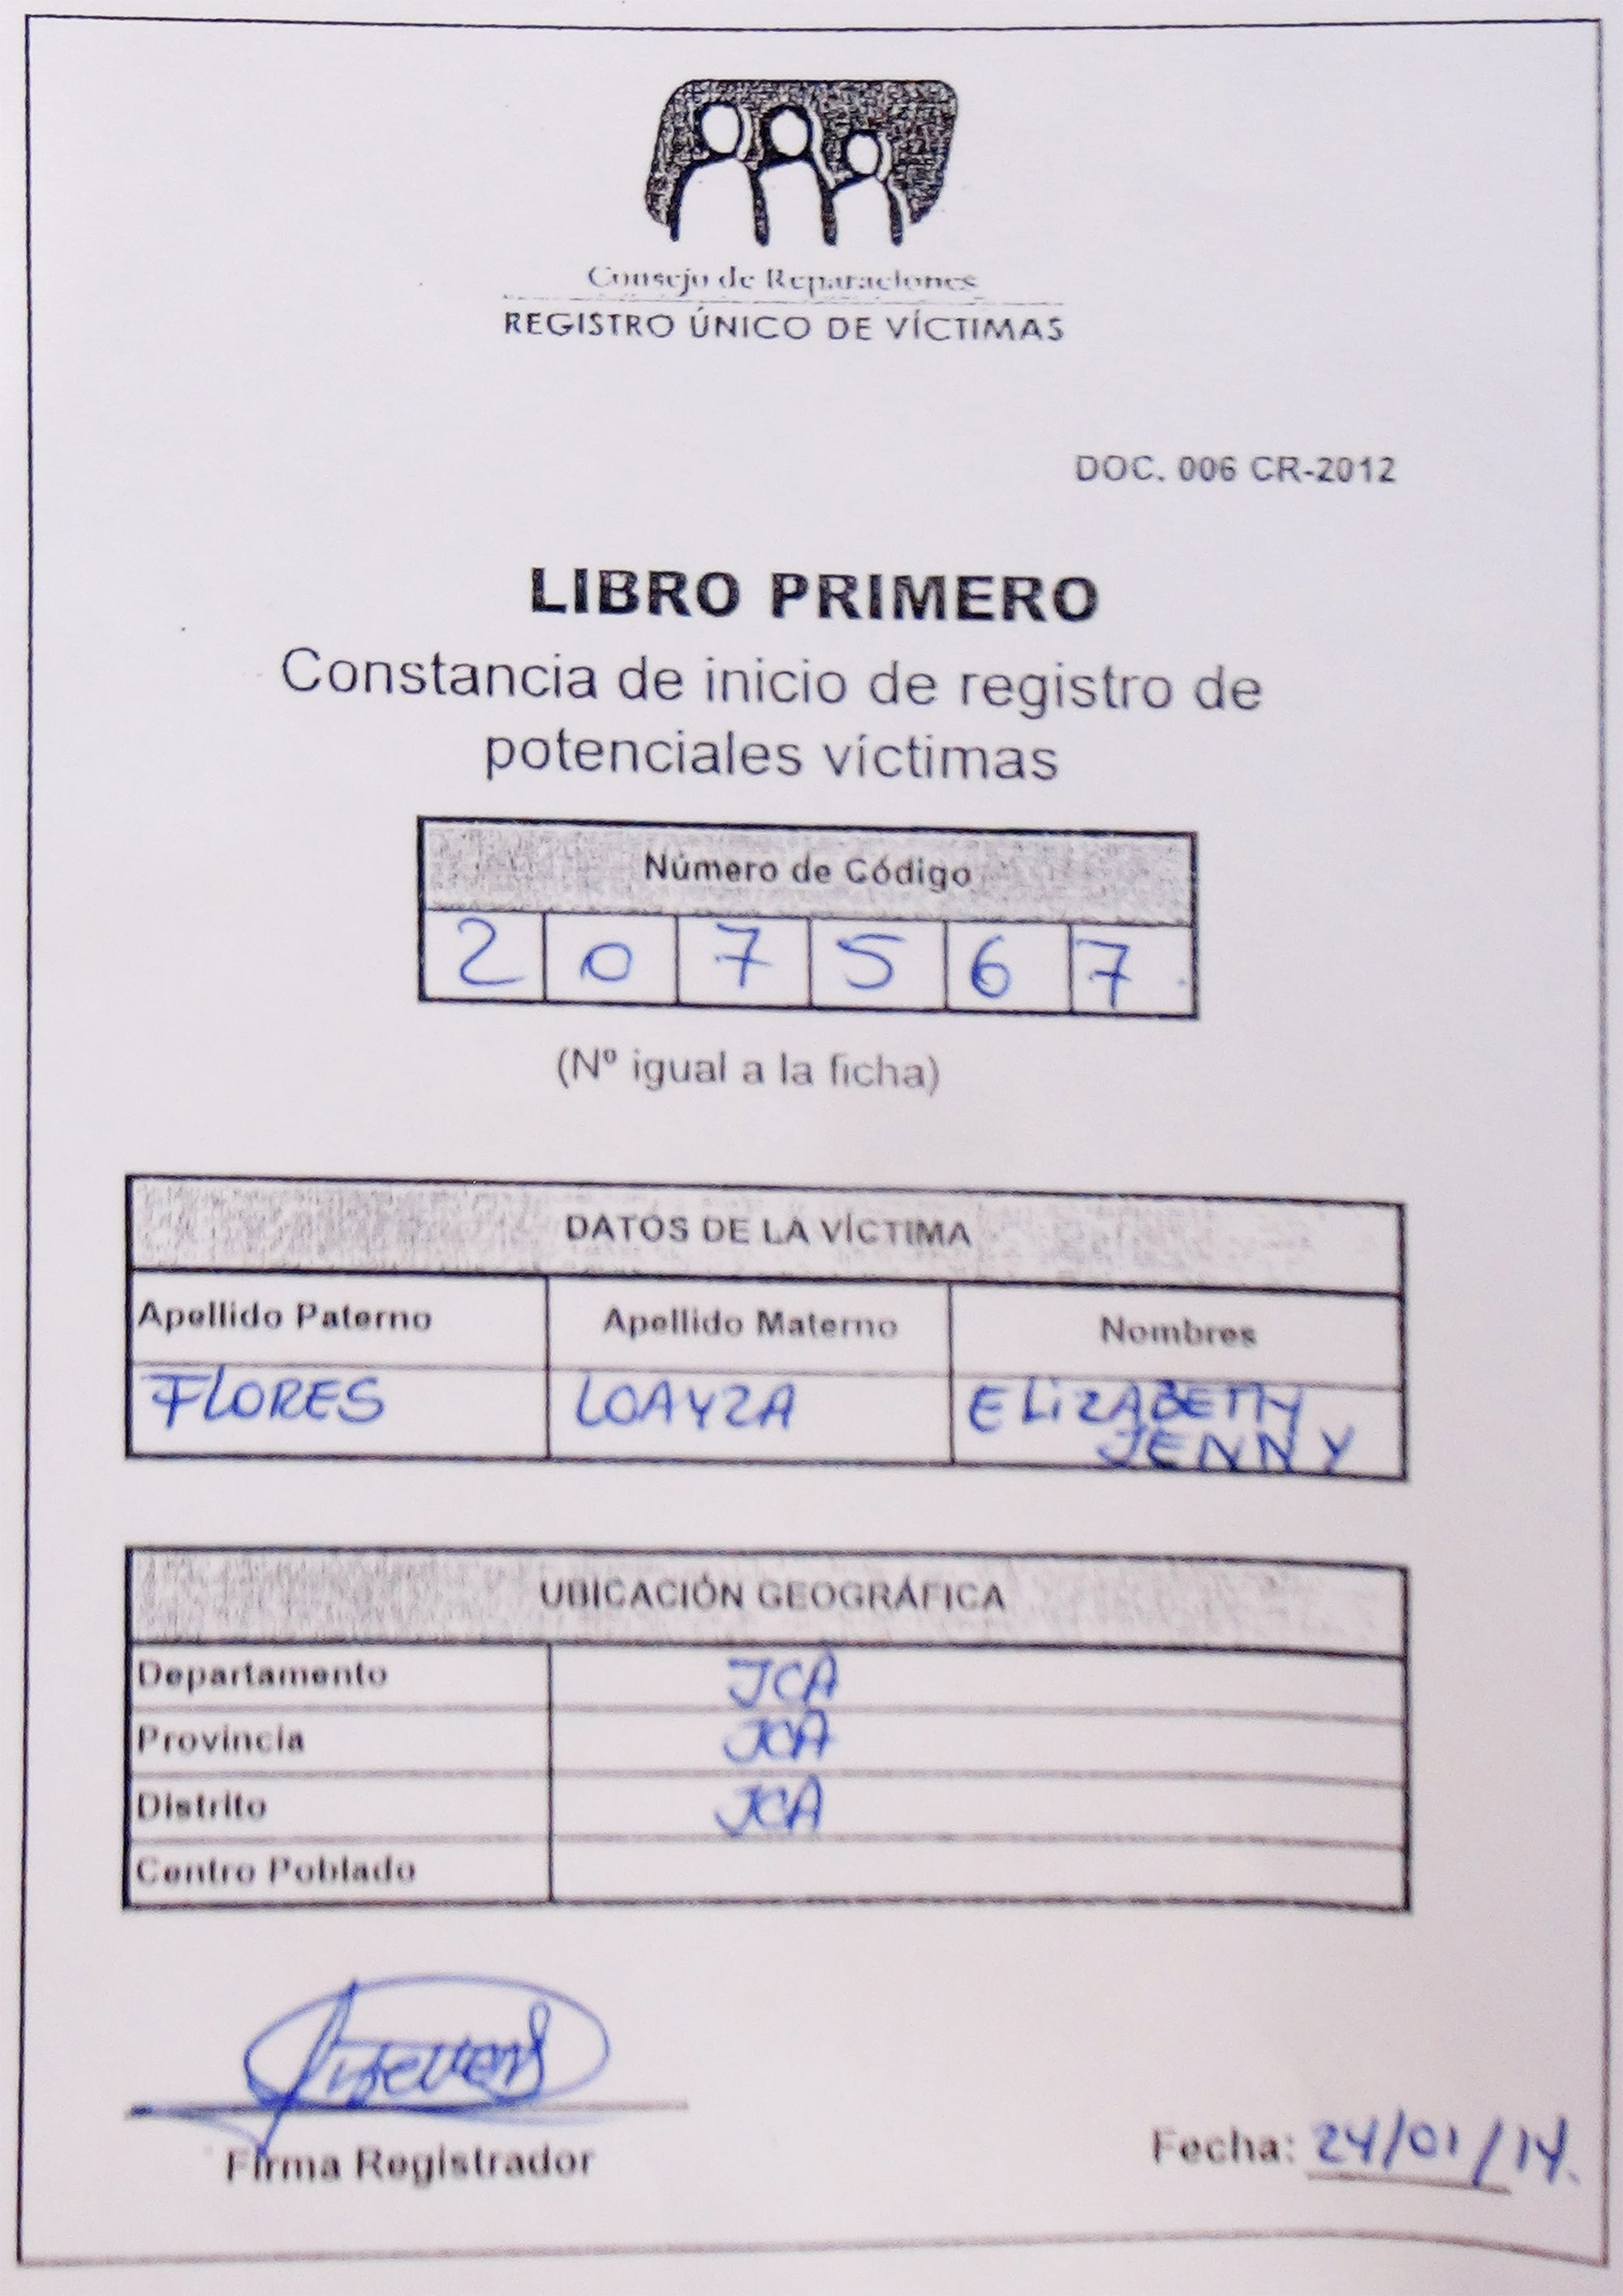 Consejo de Reparaciones
REGISTRO ÚNICO DE VÍCTIMAS
DOC. 006 CR-2012
LIBRO PRIMERO
Constancia de inicio de registro de
potenciales víctimas
Número de Código
2 0 7 5 6 7
(Nº igual a la ficha)
DATOS DE LA VÍCTIMA
Apellido Paterno Apellido Materno Nombres
FLORES LOAYZA ELIZABETH
JENNY
UBICACIÓN GEOGRÁFICA
Departamento ICA
Provincia ICA
Distrito ICA
Centro Poblado
Firma Registrador
Fecha: 24/01/14.